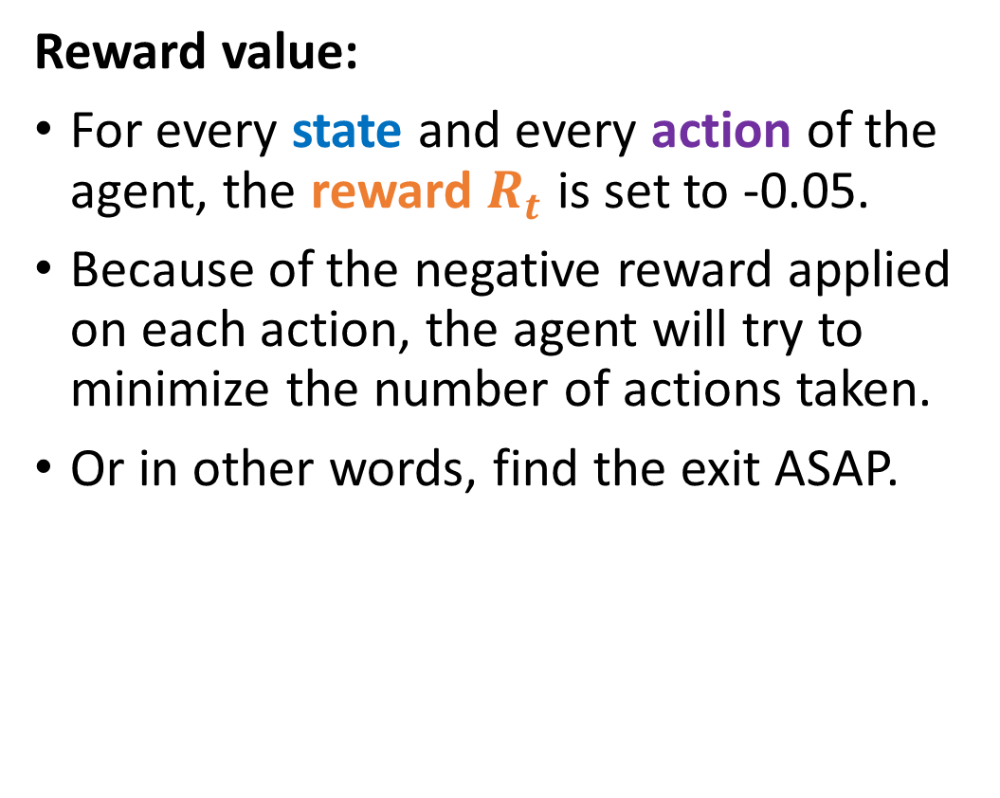 Reward value:
• For every state and every action of the
agent, the reward R_t is set to -0.05.
• Because of the negative reward applied
on each action, the agent will try to
minimize the number of actions taken.
• Or in other words, find the exit ASAP.